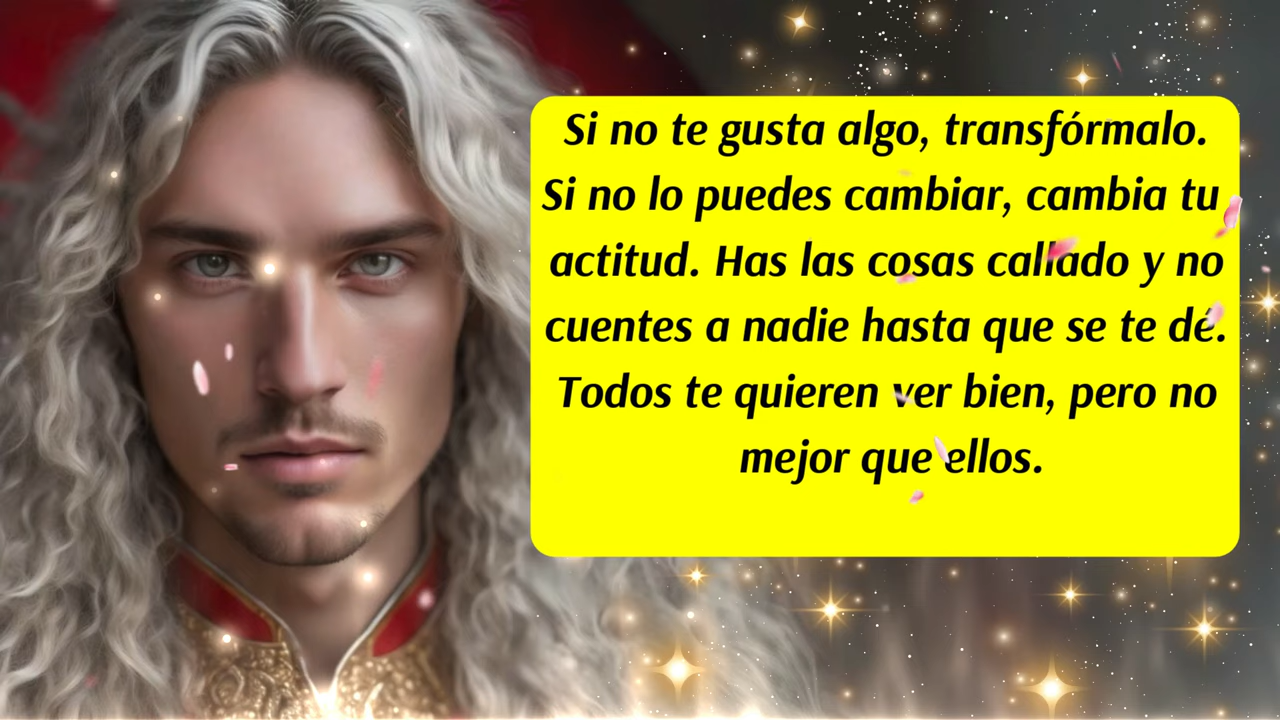 Si no te gusta algo, transfórmalo.
Si no lo puedes cambiar, cambia tu
actitud. Has las cosas callado y no
cuentes a nadie hasta que se te dé.
Todos te quieren ver bien, pero no
mejor que ellos.